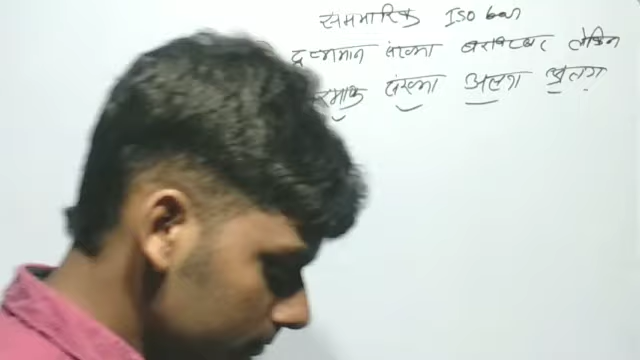 समभारिक ISO bar
द्रव्यमान संख्या बराबर लेकिन
संख्या अलग अलग